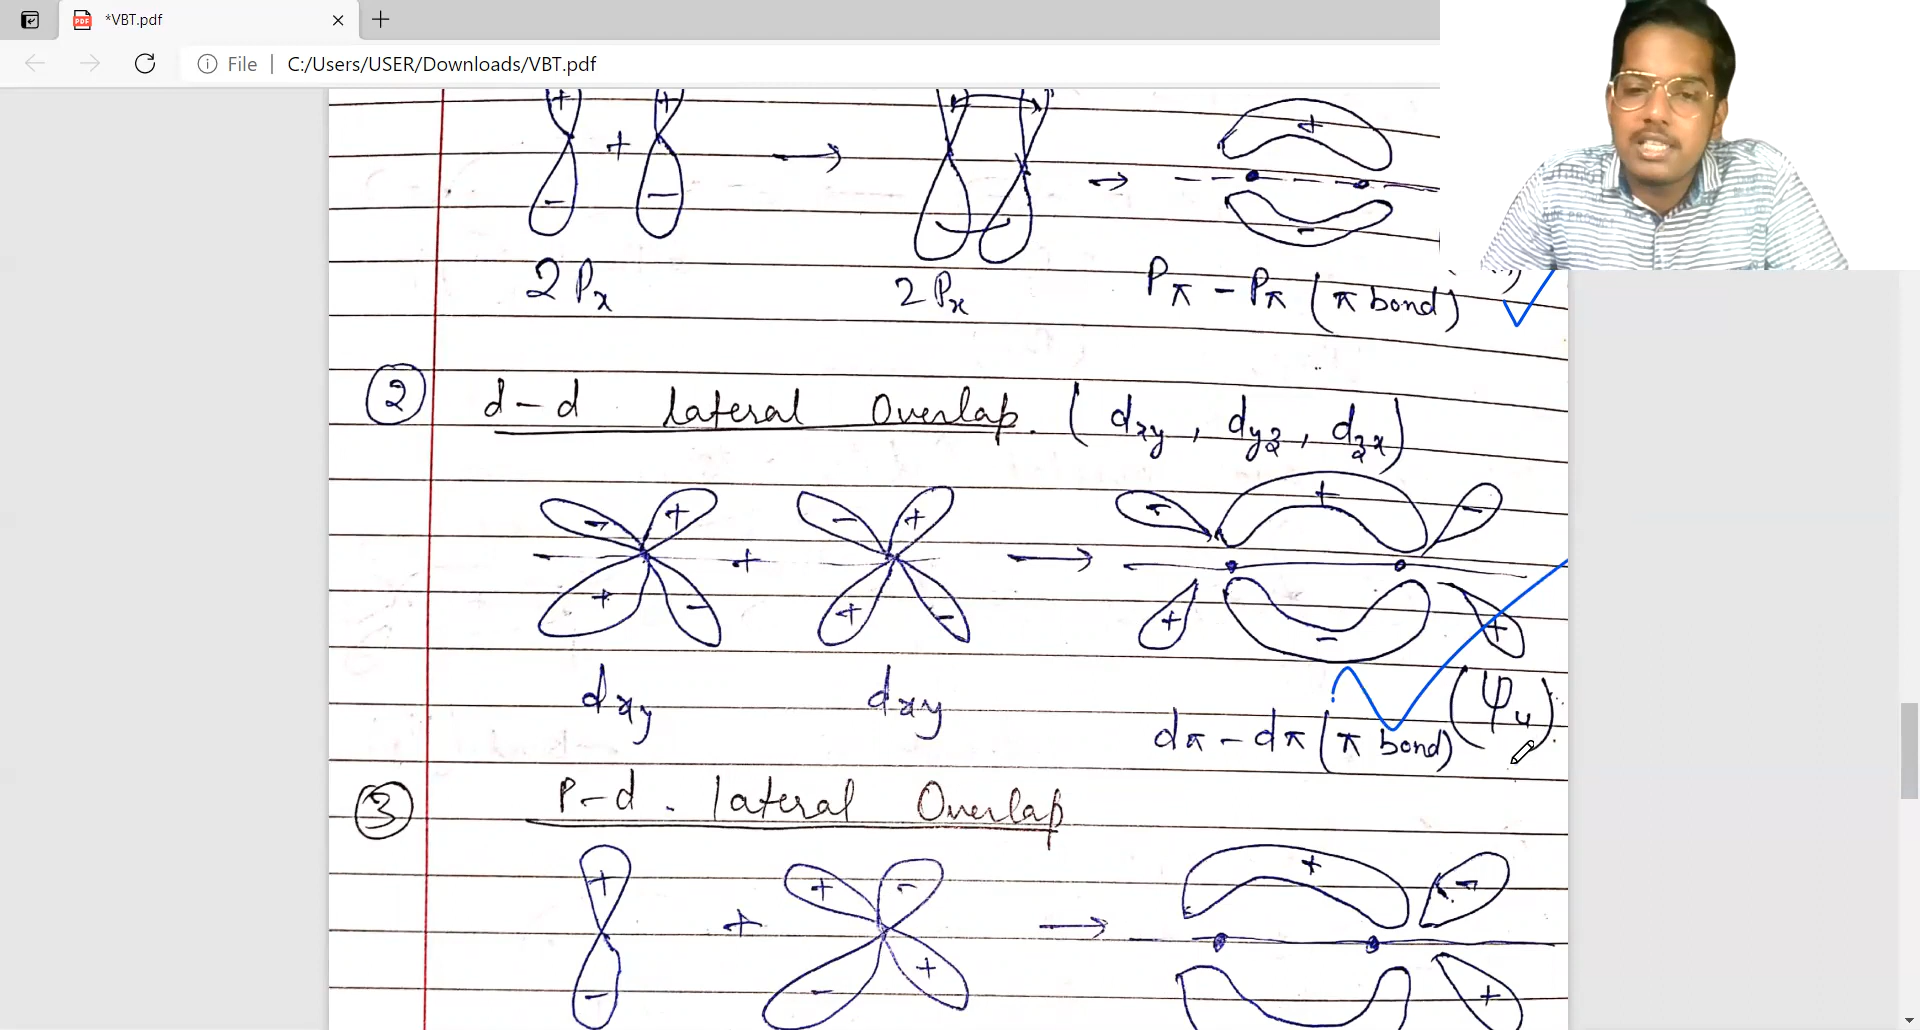 *VBT.pdf
File | C:/Users/USER/Downloads/VBT.pdf
+ + + +
- -
2Px 2Px Pπ - Pπ (π bond)
② d-d lateral Overlap. (dxy, dyz, dzx)
- + + - + → - + -
+ - + - + - +
dxy dxy dπ - dπ (π bond) (Ψu)
③ P-d. lateral Overlap
+ + + - → + -
- - + +